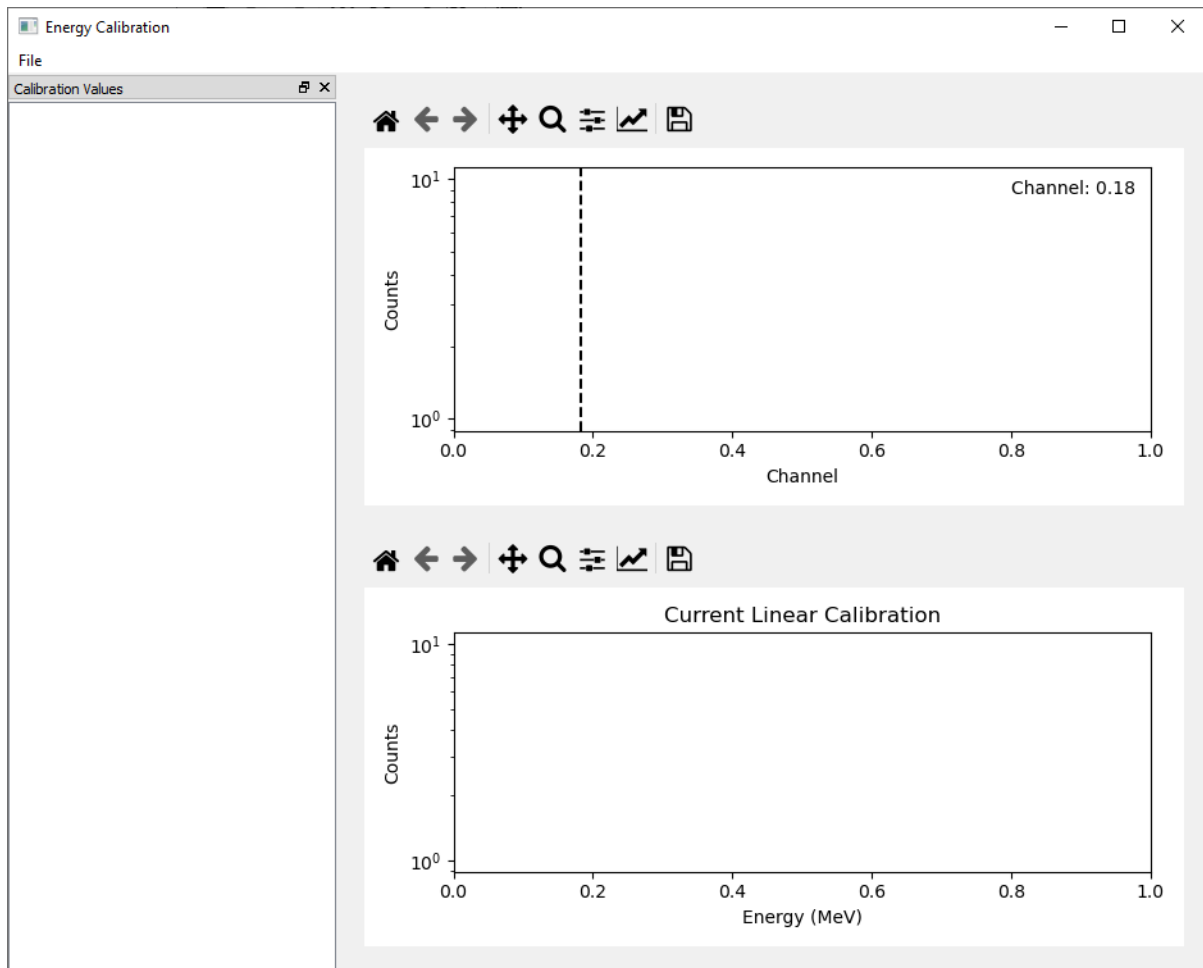 Energy Calibration
File
Calibration Values
10¹
Channel: 0.18
Counts
10⁰
0.0 0.2 0.4 0.6 0.8 1.0
Channel
Current Linear Calibration
10¹
Counts
10⁰
0.0 0.2 0.4 0.6 0.8 1.0
Energy (MeV)